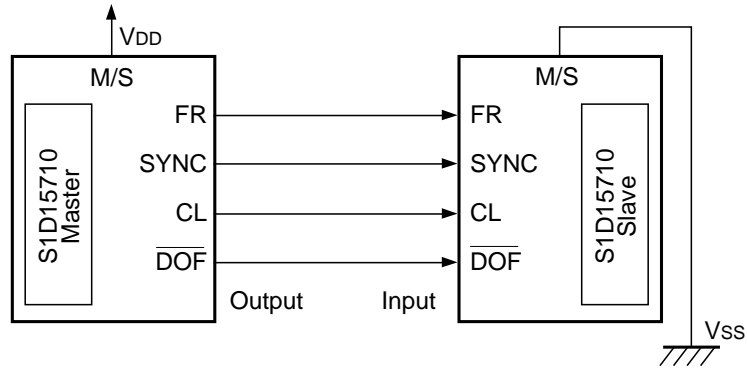 VDD
M/S
S1D15710
Master
FR
SYNC
CL
DOF
Output
Input
M/S
FR
SYNC
CL
DOF
S1D15710
Slave
VSS